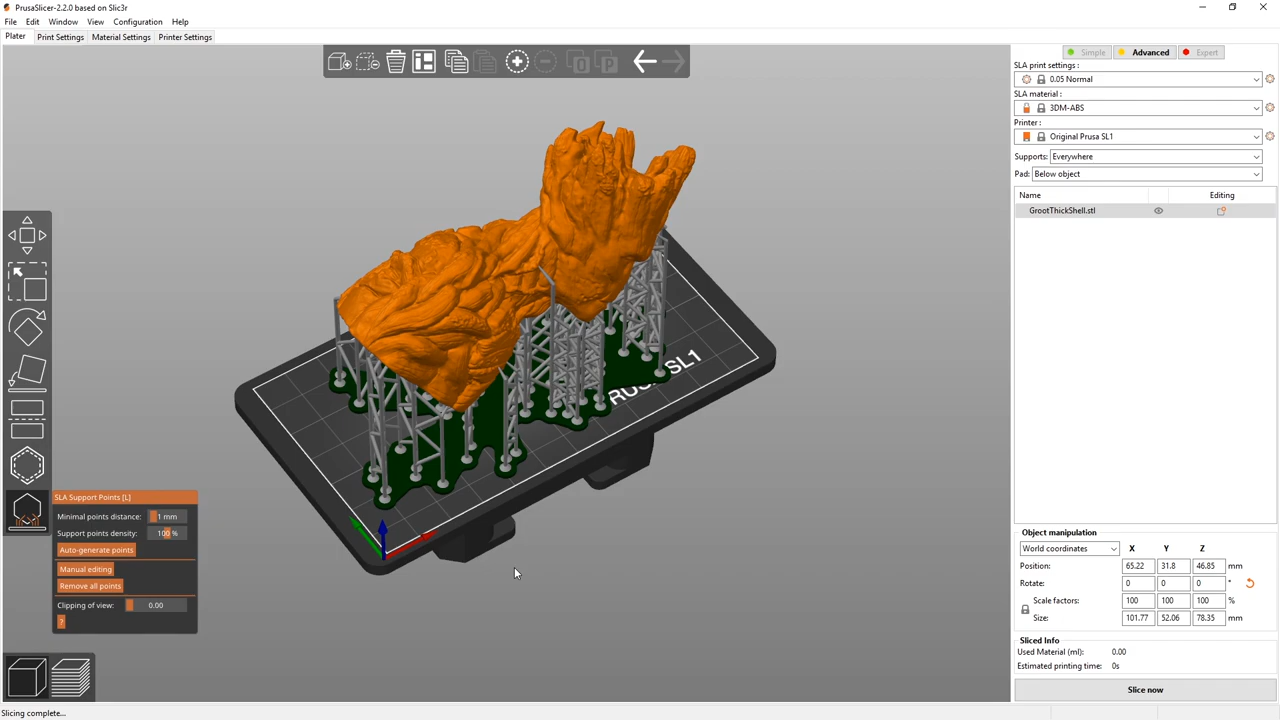 PrusaSlicer-2.2.0 based on Slic3r
File Edit Window View Configuration Help
Plater Print Settings Material Settings Printer Settings
Simple Advanced Expert
SLA print settings :
0.05 Normal
SLA material :
3DM-ABS
Printer :
Original Prusa SL1
Supports: Everywhere
Pad: Below object
Name Editing
GrootThickShell.stl
SL1
SLA Support Points [L]
Minimal points distance: 1 mm
Support points density: 100 %
Auto-generate points
Manual editing
Remove all points
Clipping of view: 0.00
?
Object manipulation
World coordinates X Y Z
Position: 65.22 31.8 46.85 mm
Rotate: 0 0 0 °
Scale factors: 100 100 100 %
Size: 101.77 52.06 78.35 mm
Sliced Info
Used Material (ml): 0.00
Estimated printing time: 0s
Slice now
Slicing complete...